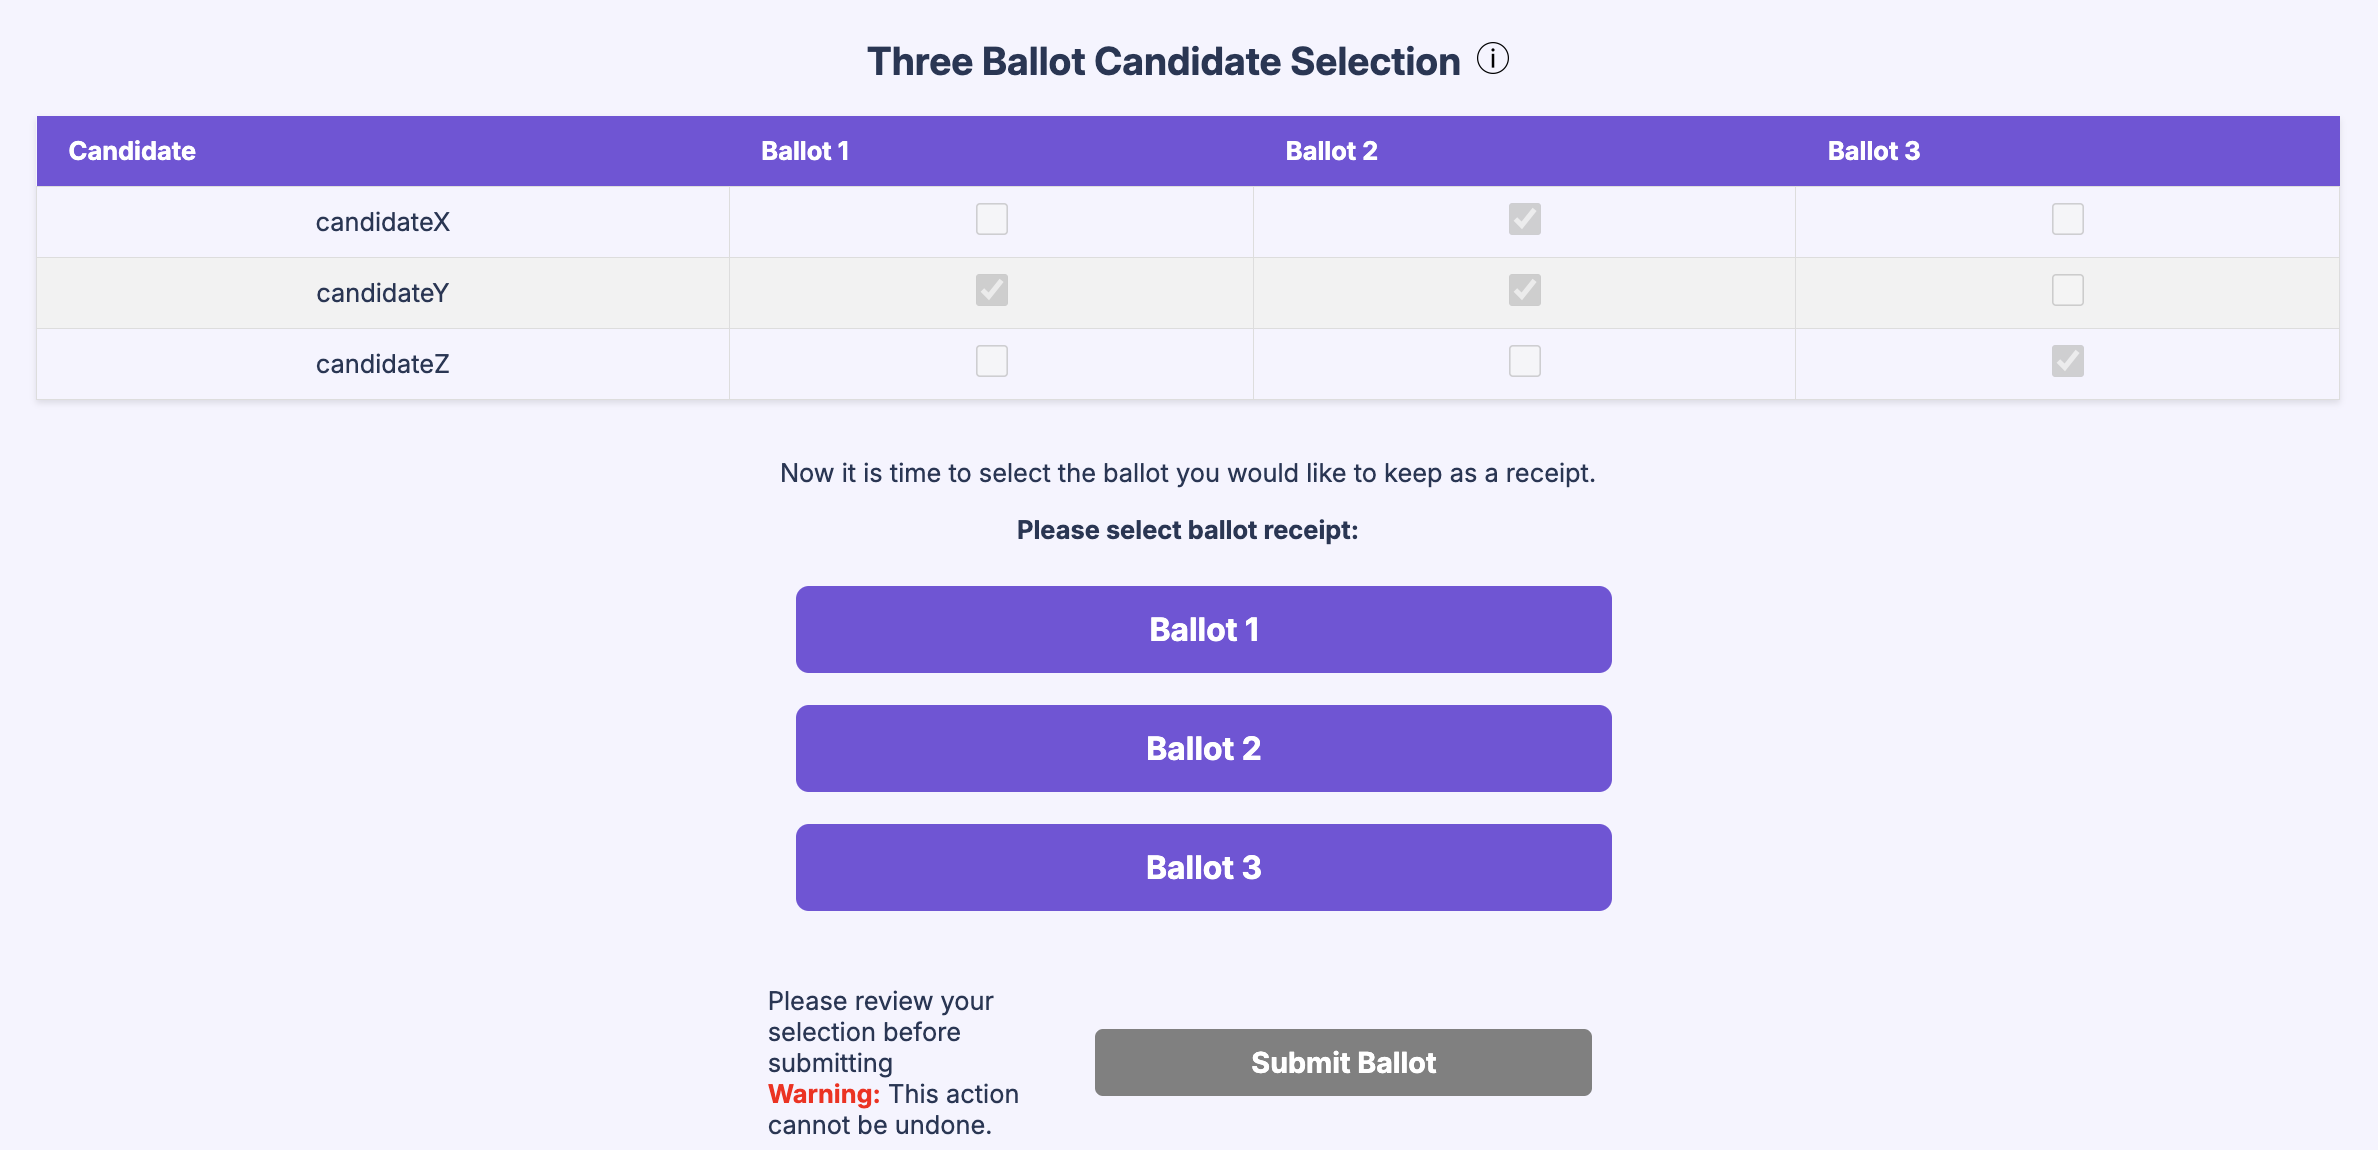 Three Ballot Candidate Selection
Candidate Ballot 1 Ballot 2 Ballot 3
candidateX
candidateY
candidateZ
Now it is time to select the ballot you would like to keep as a receipt.
Please select ballot receipt:
Ballot 1
Ballot 2
Ballot 3
Please review your
selection before
submitting
Warning: This action
cannot be undone.
Submit Ballot